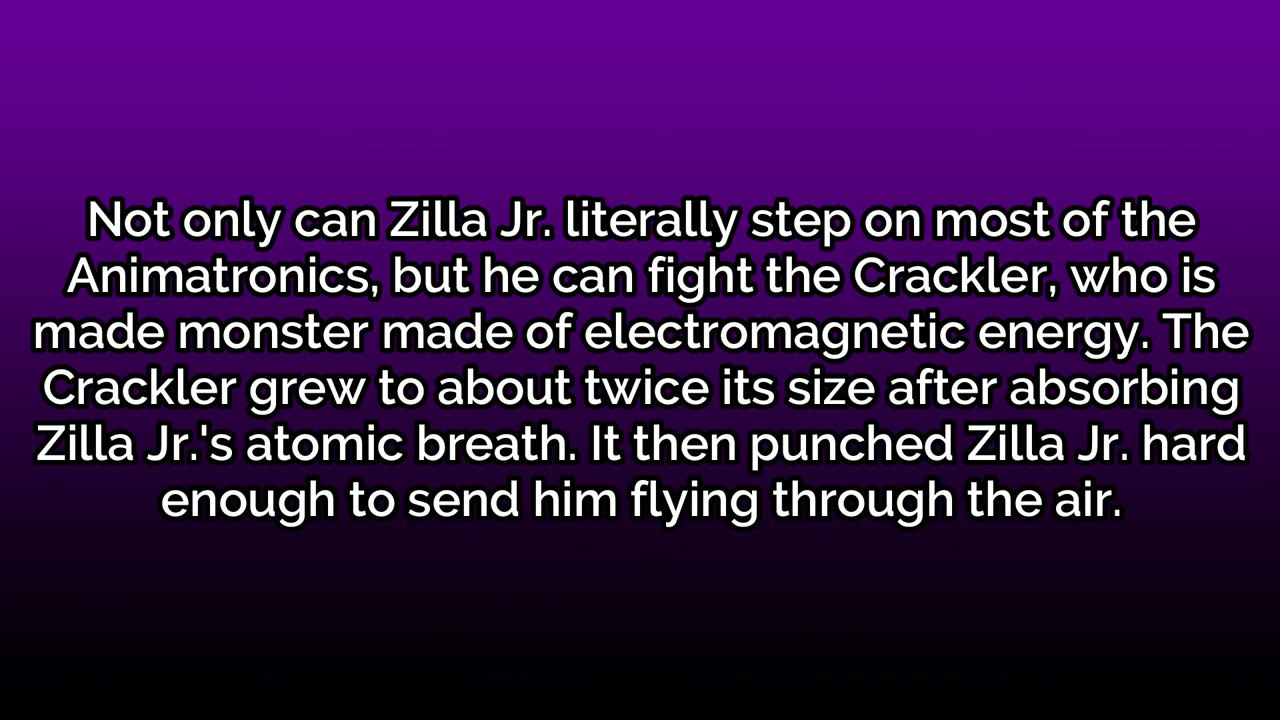 Not only can Zilla Jr. literally step on most of the
Animatronics, but he can fight the Crackler, who is
made monster made of electromagnetic energy. The
Crackler grew to about twice its size after absorbing
Zilla Jr.'s atomic breath. It then punched Zilla Jr. hard
enough to send him flying through the air.